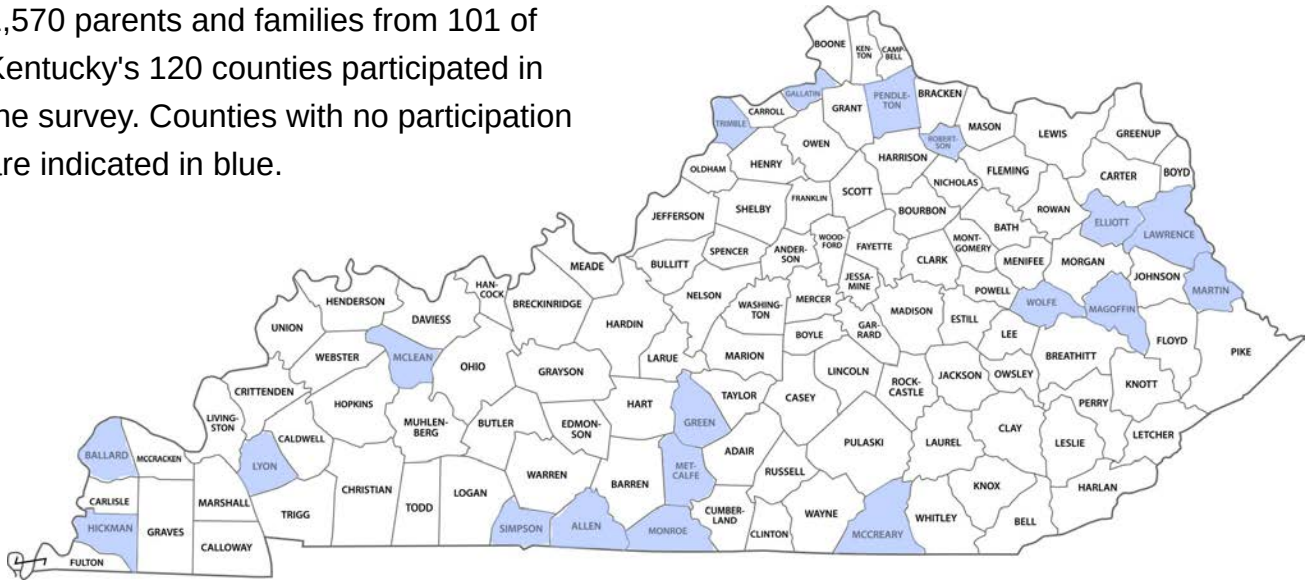 ,570 parents and families from 101 of
Kentucky's 120 counties participated in
he survey. Counties with no participation
are indicated in blue.
BOONE
KEN-
TON
CAMP-
BELL
GALLATIN
PENDLE-
TON
BRACKEN
CARROLL
GRANT
TRIMBLE
MASON
LEWIS
GREENUP
OWEN
ROBERT-
SON
HENRY
HARRISON
OLDHAM
FLEMING
CARTER
BOYD
NICHOLAS
SCOTT
FRANKLIN
SHELBY
JEFFERSON
BOURBON
ROWAN
ELLIOTT
LAWRENCE
BATH
WOOD-
FORD
FAYETTE
MONT-
GOMERY
SPENCER
ANDER-
SON
CLARK
MENIFEE
MORGAN
MEADE
BULLITT
JOHNSON
JESSA-
MINE
POWELL
MARTIN
HAN-
COCK
NELSON
HENDERSON
BRECKINRIDGE
WASHING-
TON
MERCER
MADISON
WOLFE
MAGOFFIN
DAVIESS
ESTILL
UNION
HARDIN
BOYLE
GAR-
RARD
LEE
FLOYD
PIKE
WEBSTER
MCLEAN
OHIO
LARUE
MARION
BREATHITT
GRAYSON
LINCOLN
JACKSON
OWSLEY
KNOTT
CRITTENDEN
ROCK-
CASTLE
TAYLOR
CASEY
HOPKINS
HART
PERRY
LIVING-
STON
MUHLEN-
BERG
BUTLER
EDMON-
SON
GREEN
CLAY
LETCHER
CALDWELL
PULASKI
LAUREL
LESLIE
ADAIR
BALLARD
MCCRACKEN
LYON
MET-
CALFE
RUSSELL
WARREN
BARREN
KNOX
HARLAN
CHRISTIAN
LOGAN
CARLISLE
MARSHALL
TODD
TRIGG
CUMBER-
LAND
WAYNE
WHITLEY
BELL
HICKMAN
GRAVES
SIMPSON
ALLEN
MONROE
CLINTON
MCCREARY
CALLOWAY
FULTON